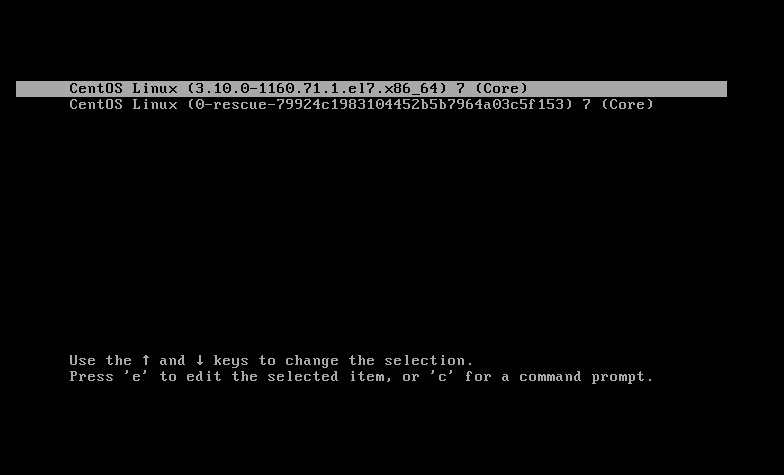 CentOS Linux (3.10.0-1160.71.1.el7.x86_64) 7 (Core)
CentOS Linux (0-rescue-79924c1983104452b5b7964a03c5f153) 7 (Core)
Use the ↑ and ↓ keys to change the selection.
Press 'e' to edit the selected item, or 'c' for a command prompt.